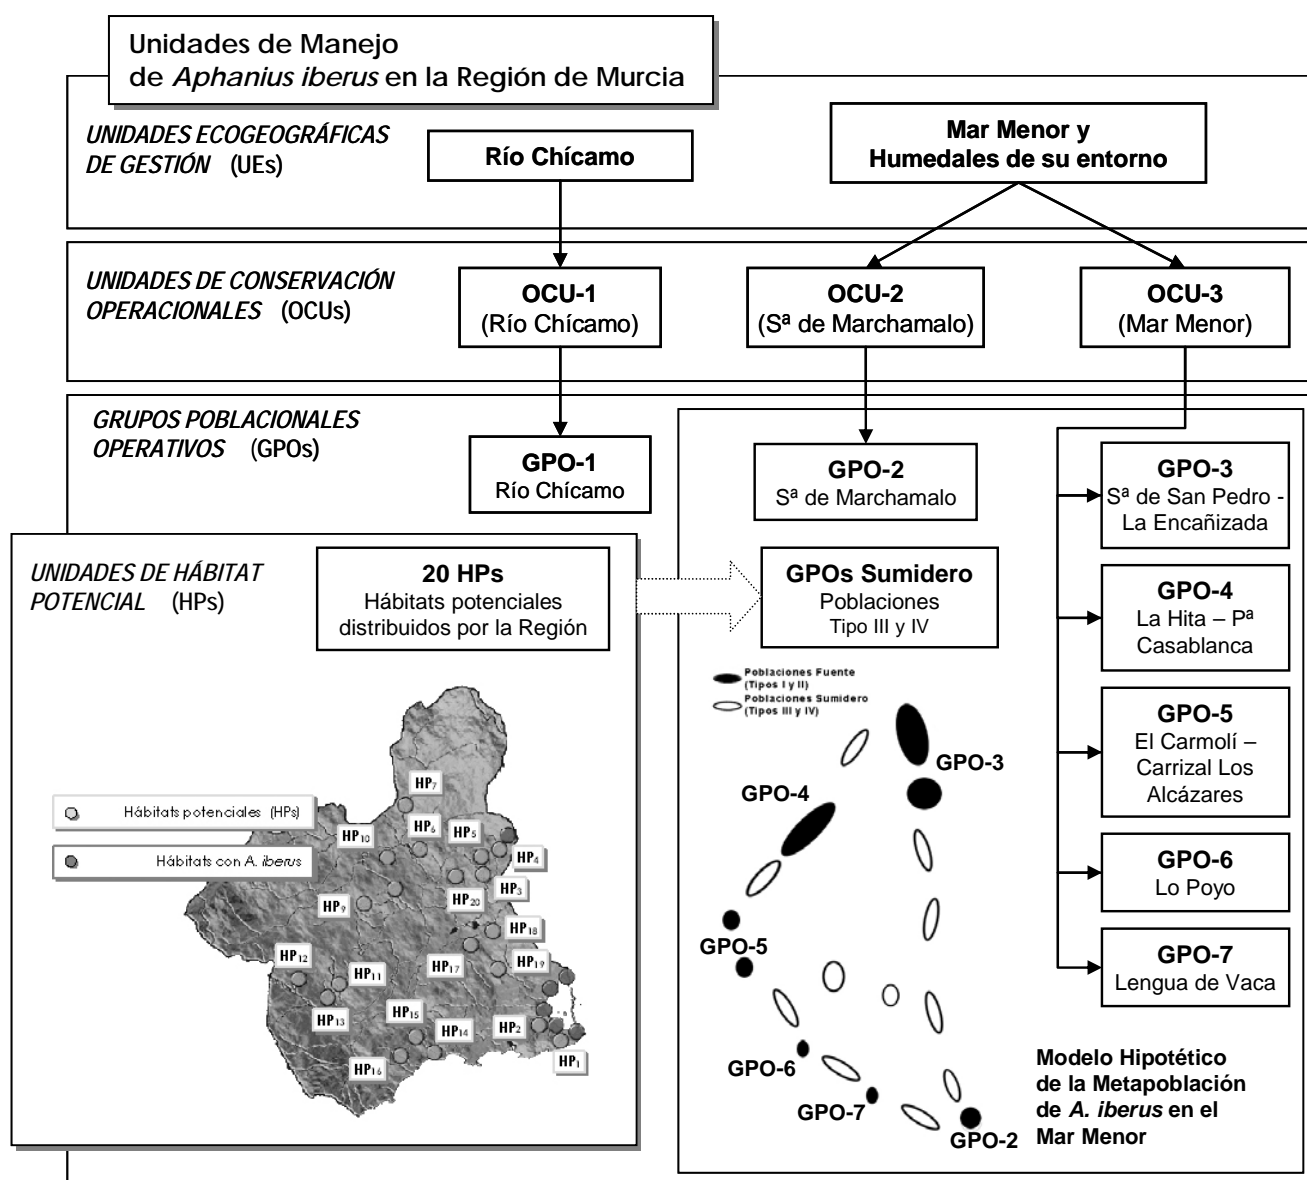 Unidades de Manejo
de Aphanius iberus en la Región de Murcia
UNIDADES ECOGEOGRÁFICAS
DE GESTIÓN (UEs)
Río Chícamo
Mar Menor y
Humedales de su entorno
UNIDADES DE CONSERVACIÓN
OPERACIONALES (OCUs)
OCU-1
(Río Chícamo)
OCU-2
(Sª de Marchamalo)
OCU-3
(Mar Menor)
GRUPOS POBLACIONALES
OPERATIVOS (GPOs)
GPO-1
Río Chícamo
GPO-2
Sª de Marchamalo
GPO-3
Sª de San Pedro -
La Encañizada
GPO-4
La Hita – Pª
Casablanca
GPO-5
El Carmolí –
Carrizal Los
Alcázares
GPO-6
Lo Poyo
GPO-7
Lengua de Vaca
UNIDADES DE HÁBITAT
POTENCIAL (HPs)
20 HPs
Hábitats potenciales
distribuidos por la Región
GPOs Sumidero
Poblaciones
Tipo III y IV
Poblaciones Fuente
(Tipos I y II)
Poblaciones Sumidero
(Tipos III y IV)
GPO-3
GPO-4
GPO-5
GPO-6
GPO-7
GPO-2
Modelo Hipotético
de la Metapoblación
de A. iberus en el
Mar Menor
Hábitats potenciales (HPs)
Hábitats con A. iberus
HP7
HP10
HP6
HP5
HP4
HP3
HP9
HP20
HP18
HP12
HP11
HP17
HP19
HP13
HP15
HP14
HP2
HP16
HP1